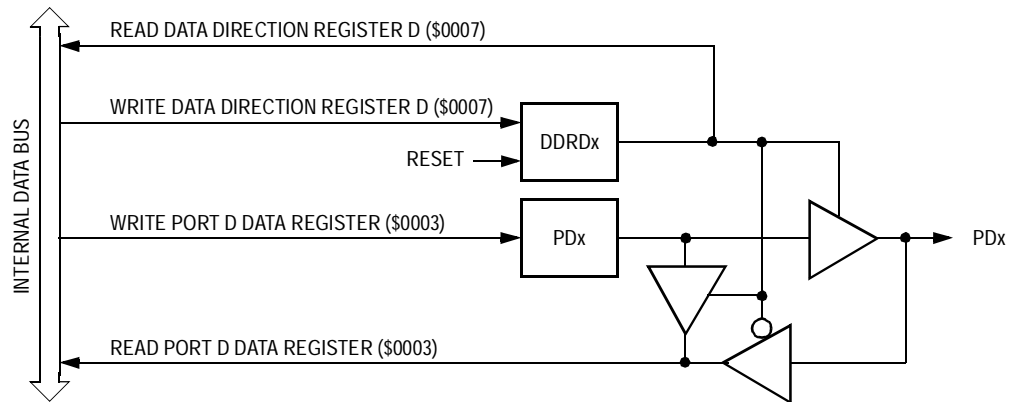 READ DATA DIRECTION REGISTER D ($0007)
WRITE DATA DIRECTION REGISTER D ($0007)
DDRDx
RESET
INTERNAL DATA BUS
WRITE PORT D DATA REGISTER ($0003)
PDx
PDx
READ PORT D DATA REGISTER ($0003)